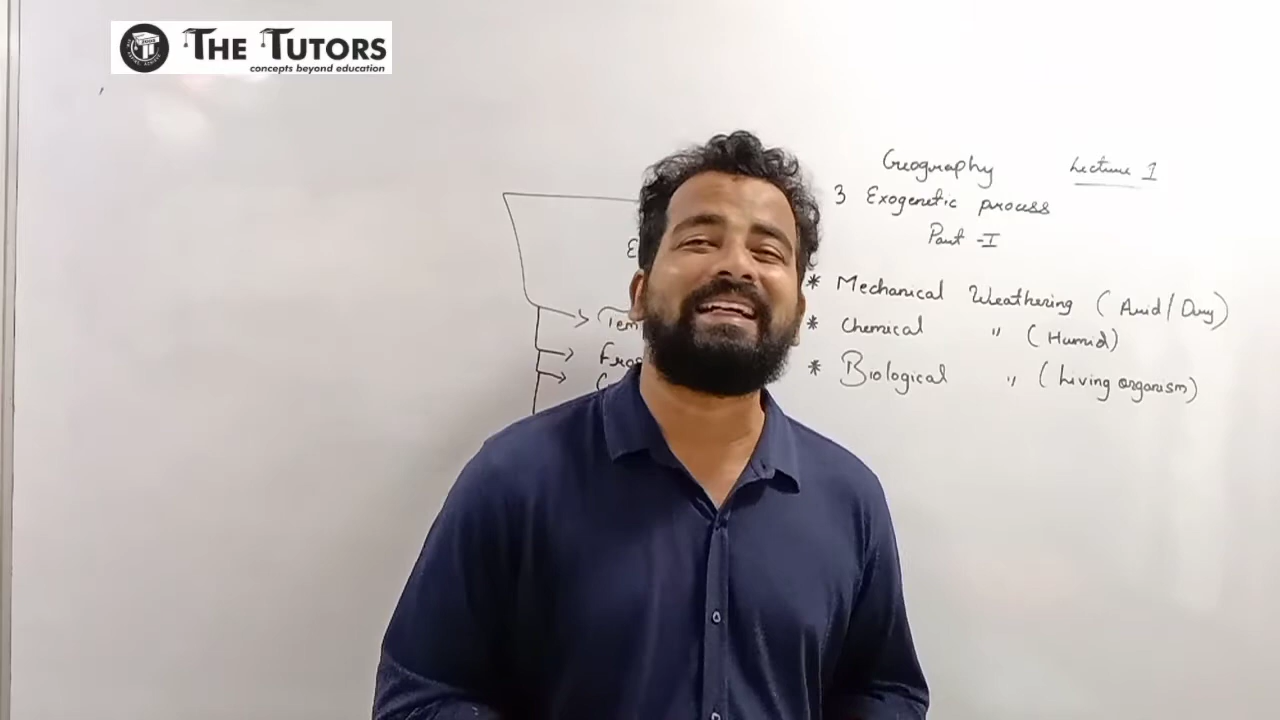 THE TUTORS
concepts beyond education
Geography Lecture 1
3 Exogenetic process
Part - I
* Mechanical Weathering (Arid/Dry)
* Chemical " (Humid)
* Biological " (Living organism)